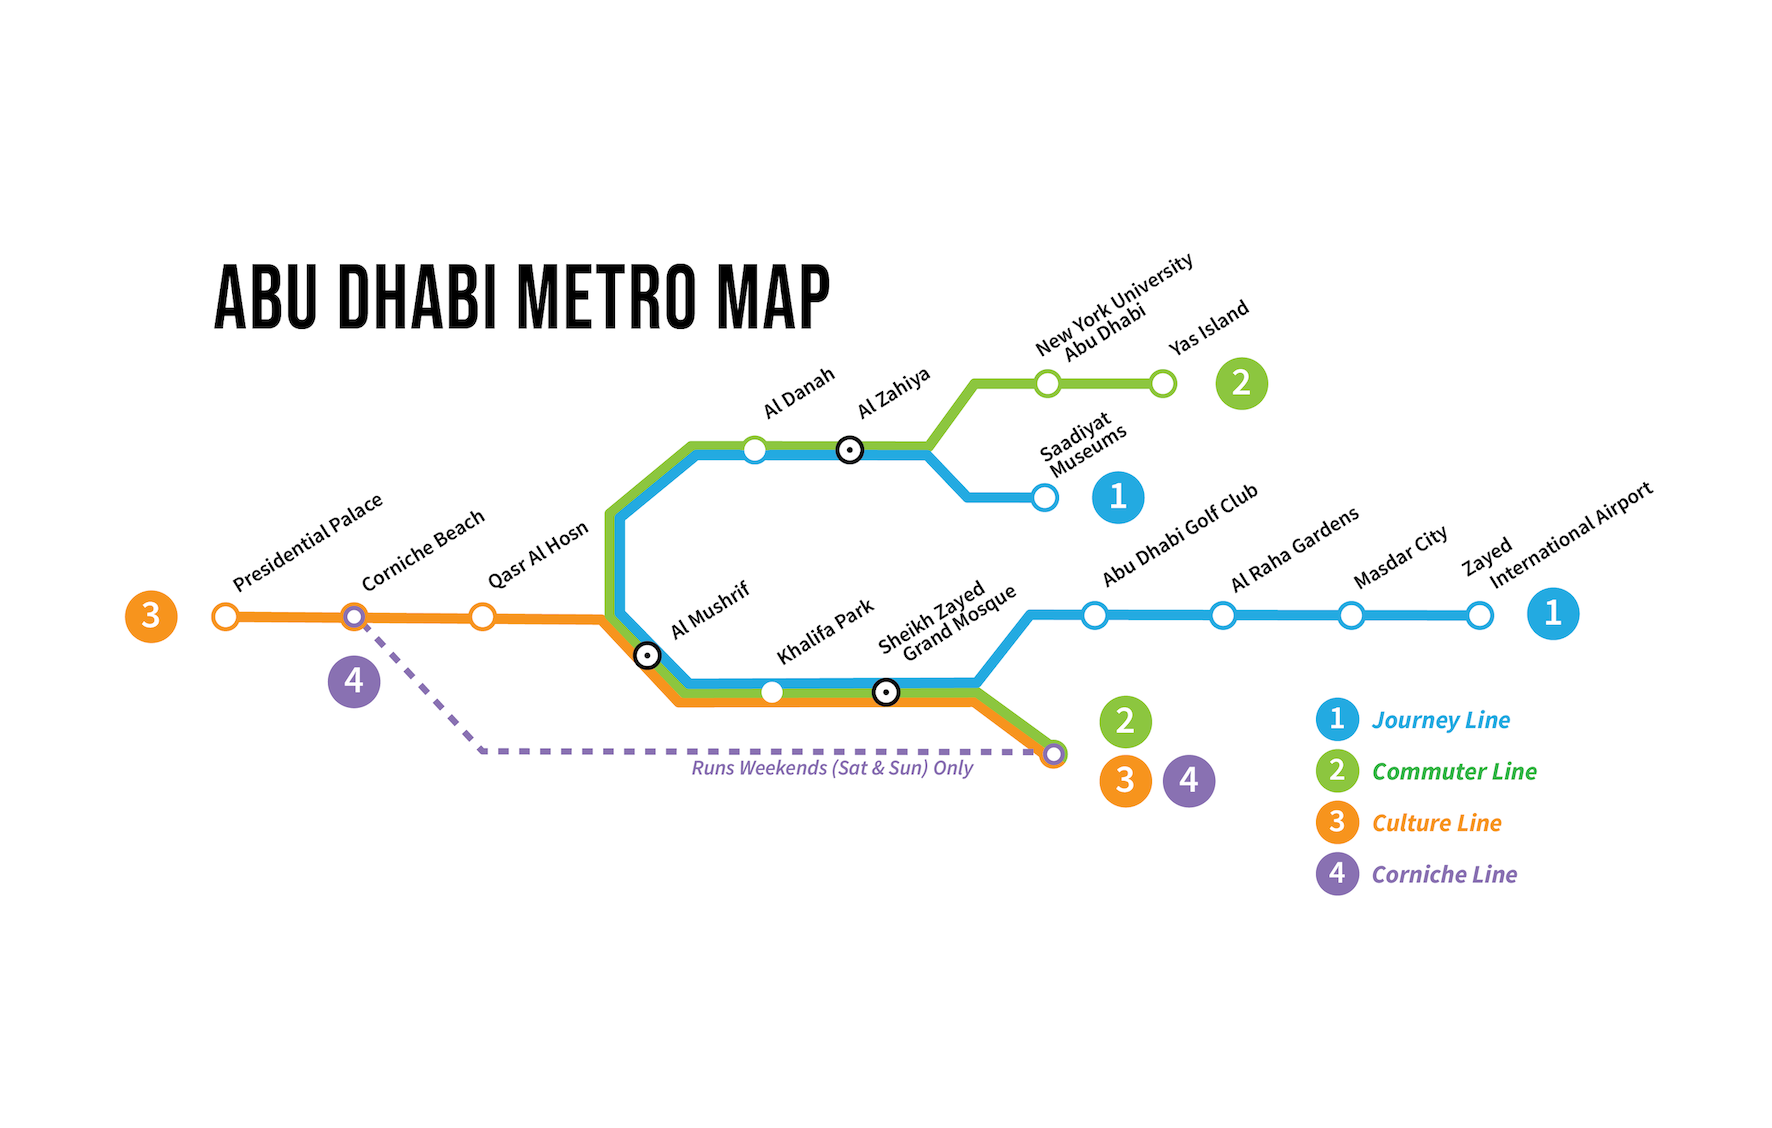 ABU DHABI METRO MAP
New York University
Abu Dhabi
Yas Island
2
Al Danah
Al Zahiya
Saadiyat
Museums
1
Presidential Palace
Corniche Beach
Qasr Al Hosn
3
4
Al Mushrif
Khalifa Park
Sheikh Zayed
Grand Mosque
Abu Dhabi Golf Club
Al Raha Gardens
Masdar City
Zayed
International Airport
1
Runs Weekends (Sat & Sun) Only
2
3 4
1 Journey Line
2 Commuter Line
3 Culture Line
4 Corniche Line